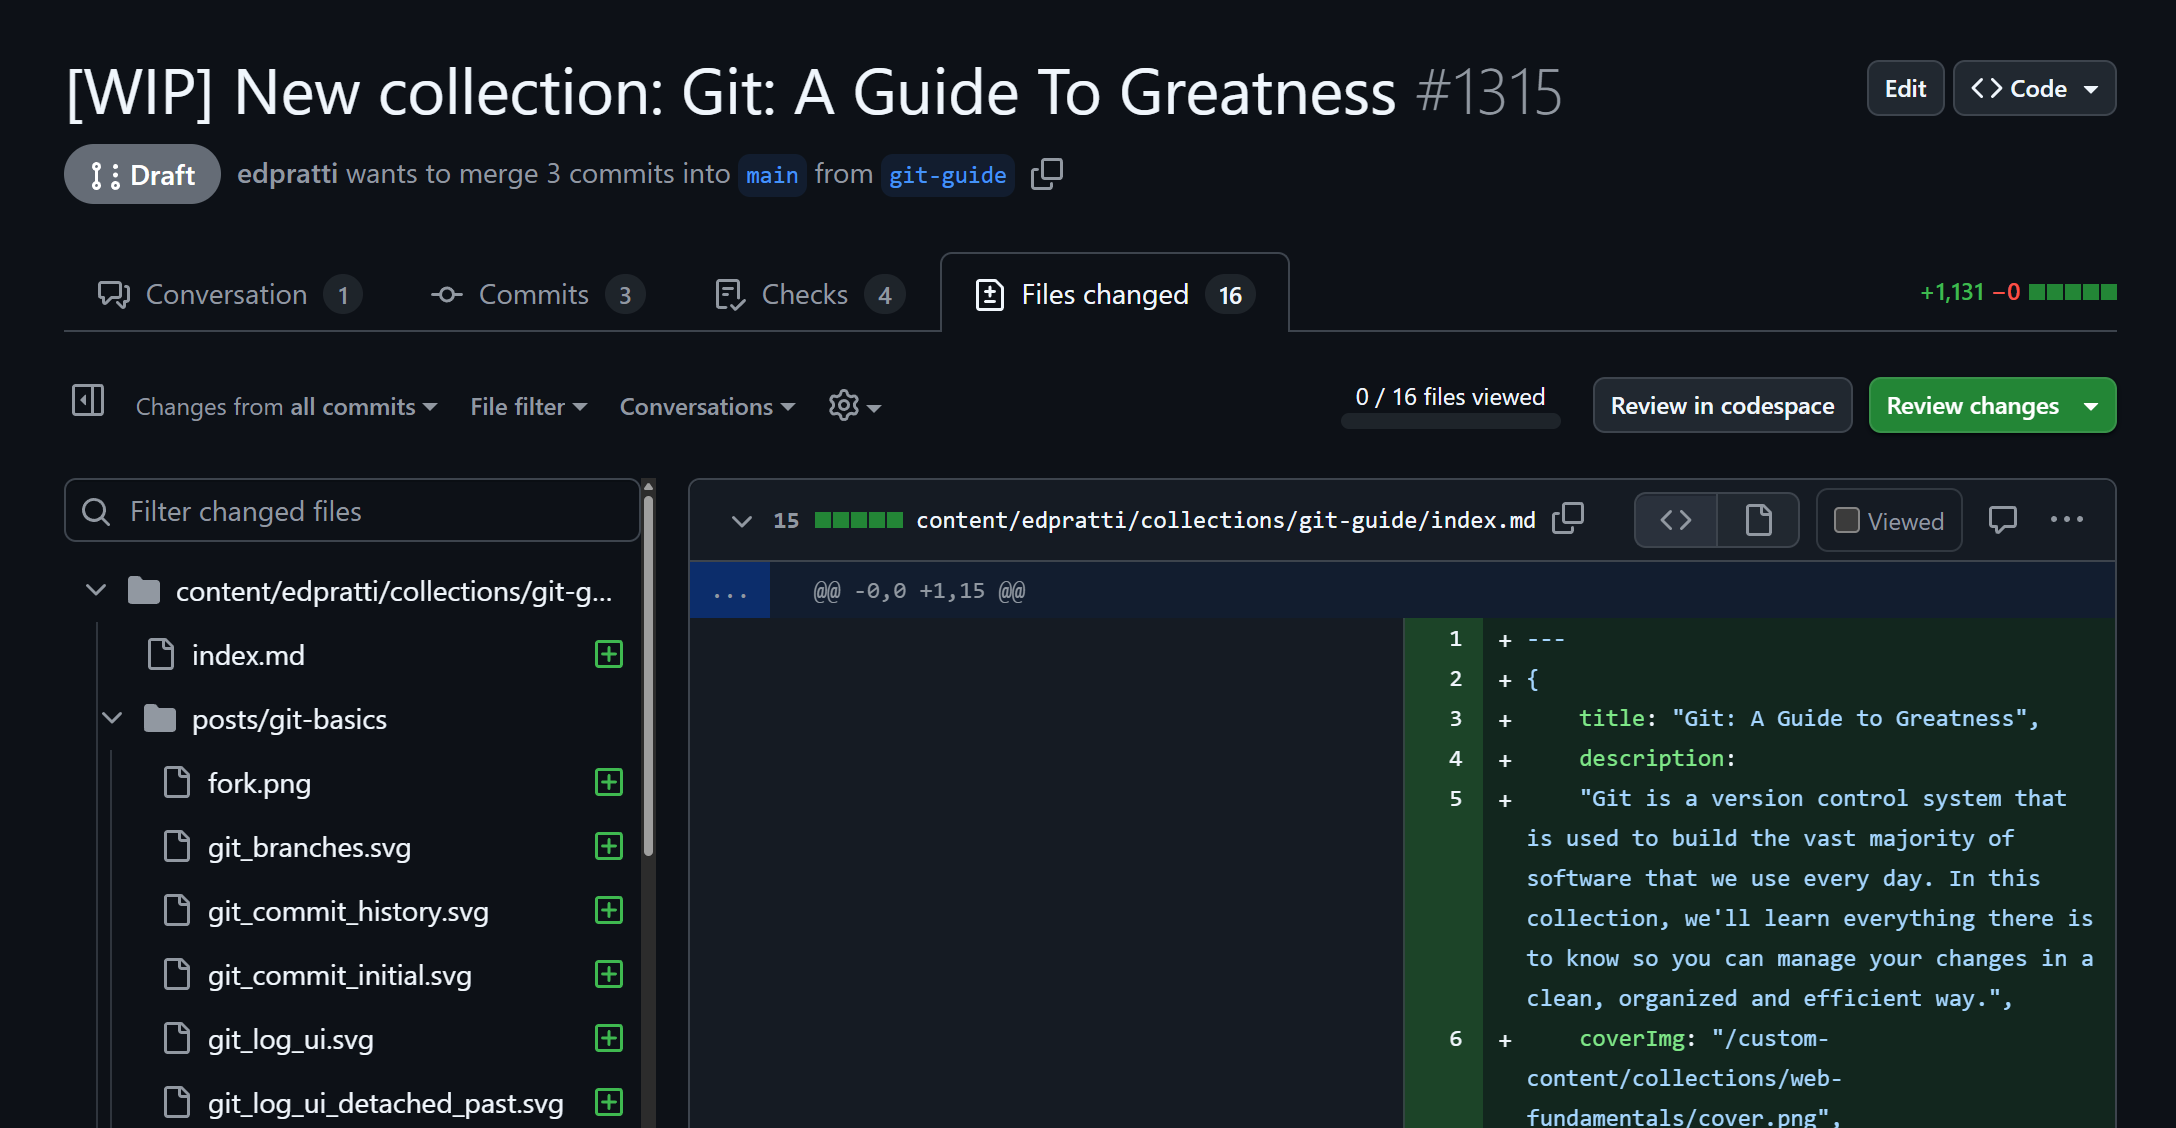 [WIP] New collection: Git: A Guide To Greatness #1315
Edit
Code
Draft
edpratti wants to merge 3 commits into main from git-guide
Conversation 1
Commits 3
Checks 4
Files changed 16
+1,131 −0
Changes from all commits
File filter
Conversations
0 / 16 files viewed
Review in codespace
Review changes
Filter changed files
content/edpratti/collections/git-g...
index.md
posts/git-basics
fork.png
git_branches.svg
git_commit_history.svg
git_commit_initial.svg
git_log_ui.svg
git_log_ui_detached_past.svg
15 content/edpratti/collections/git-guide/index.md
Viewed
... @@ -0,0 +1,15 @@
1 + ---
2 + {
3 + title: "Git: A Guide to Greatness",
4 + description:
5 + "Git is a version control system that
is used to build the vast majority of
software that we use every day. In this
collection, we'll learn everything there is
to know so you can manage your changes in a
clean, organized and efficient way.",
6 + coverImg: "/custom-
content/collections/web-
fundamentals/cover.png",